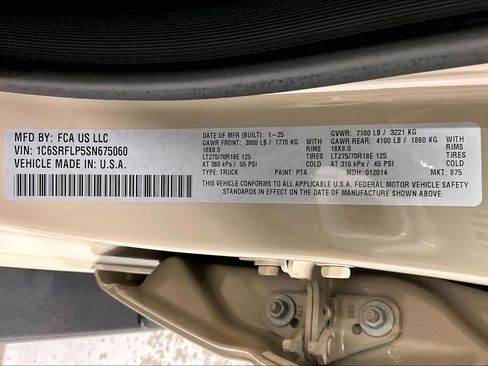 MFD BY: FCA US LLC
VIN: 1C6SRFLP5SN675060
VEHICLE MADE IN: U.S.A.
DATE OF MFR (BUILT): 1-25
GAWR FRONT: 3900 LB / 1770 KG WITH
18X8.0 RIMS
LT275/70R18E 125 TIRES
AT 380 kPa / 55 PSI COLD
GVWR: 7100 LB / 3221 KG
GAWR REAR: 4100 LB / 1860 KG WITH
18X8.0 RIMS
LT275/70R18E 125 TIRES
AT 310 kPa / 45 PSI COLD
TYPE: TRUCK PAINT: PTA MDH: 012014 MKT: 875
THIS VEHICLE CONFORMS TO ALL APPLICABLE U.S.A. FEDERAL MOTOR VEHICLE SAFETY
STANDARDS IN EFFECT ON THE DATE OF MANUFACTURE SHOWN ABOVE.